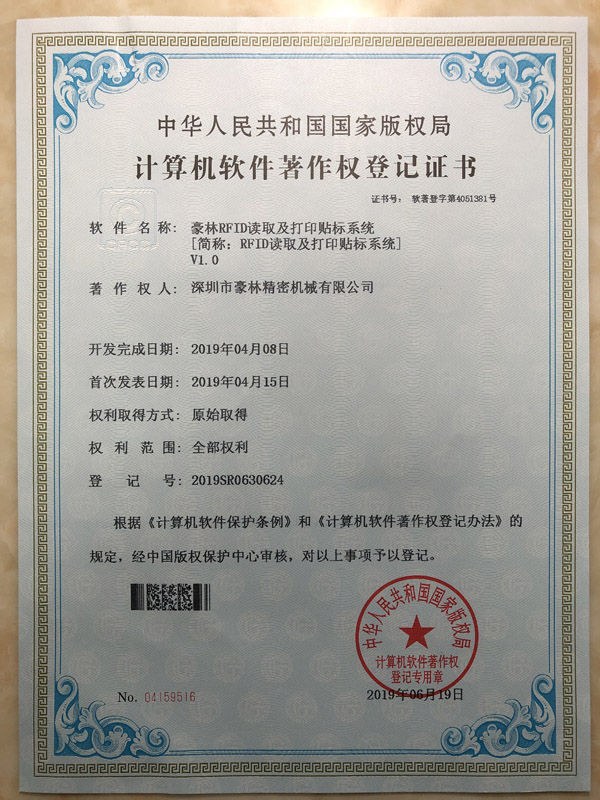 中华人民共和国国家版权局
计算机软件著作权登记证书
证书号： 软著登字第4051381号
软件名称： 豪林RFID读取及打印贴标系统
[简称：RFID读取及打印贴标系统]
V1.0
著作权人： 深圳市豪林精密机械有限公司
开发完成日期： 2019年04月08日
首次发表日期： 2019年04月15日
权利取得方式： 原始取得
权利范围： 全部权利
登记号： 2019SR0630624
根据《计算机软件保护条例》和《计算机软件著作权登记办法》的
规定，经中国版权保护中心审核，对以上事项予以登记。
中华人民共和国国家版权局
计算机软件著作权
登记专用章
No. 04159516
2019年06月19日